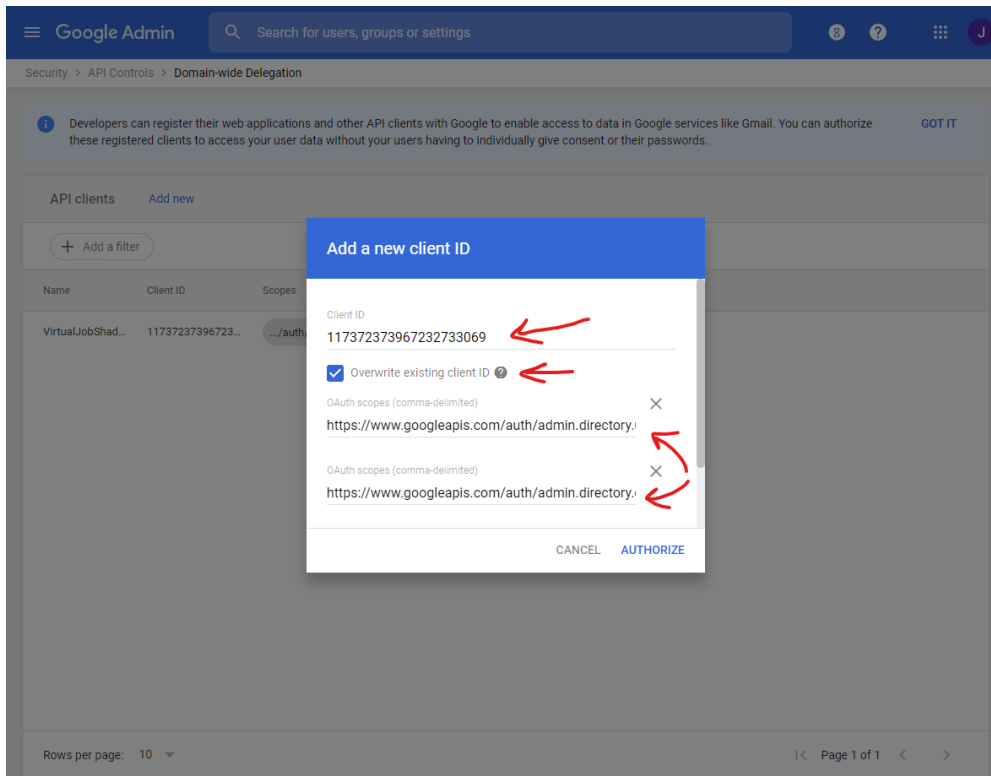 Google Admin
Search for users, groups or settings
J
Security > API Controls > Domain-wide Delegation
Developers can register their web applications and other API clients with Google to enable access to data in Google services like Gmail. You can authorize
these registered clients to access your user data without your users having to individually give consent or their passwords.
GOT IT
API clients Add new
+ Add a filter
Name Client ID Scopes
VirtualJobShad... 11737237396723... .../auth/
Add a new client ID
Client ID
117372373967232733069
Overwrite existing client ID ?
OAuth scopes (comma-delimited)
https://www.googleapis.com/auth/admin.directory.
OAuth scopes (comma-delimited)
https://www.googleapis.com/auth/admin.directory.
CANCEL AUTHORIZE
Rows per page: 10 Page 1 of 1